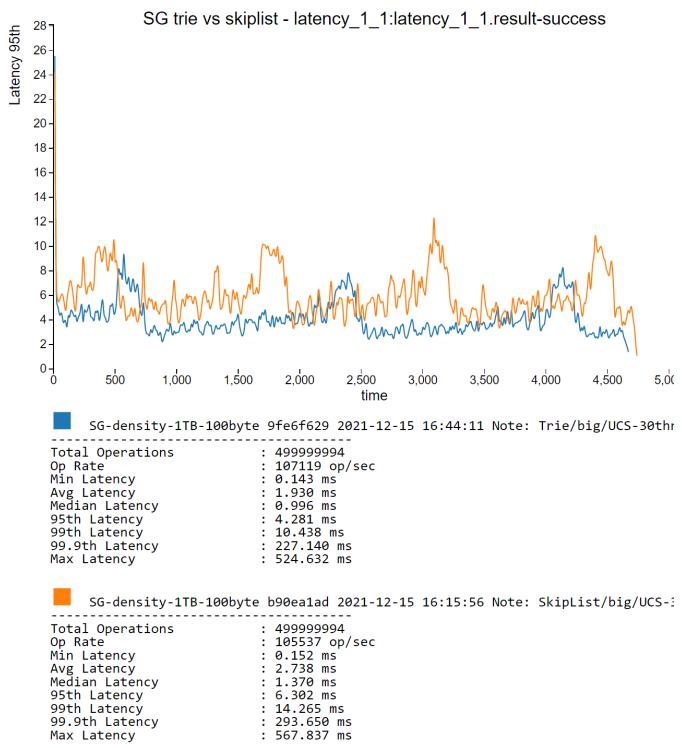 SG trie vs skiplist - latency_1_1:latency_1_1.result-success
Latency 95th
28
26
24
22
20
18
16
14
12
10
8
6
4
2
0
0 500 1,000 1,500 2,000 2,500 3,000 3,500 4,000 4,500 5,0
time
SG-density-1TB-100byte 9fe6f629 2021-12-15 16:44:11 Note: Trie/big/UCS-30thr
---------------------------------------
Total Operations : 499999994
Op Rate : 107119 op/sec
Min Latency : 0.143 ms
Avg Latency : 1.930 ms
Median Latency : 0.996 ms
95th Latency : 4.281 ms
99th Latency : 10.438 ms
99.9th Latency : 227.140 ms
Max Latency : 524.632 ms
SG-density-1TB-100byte b90ea1ad 2021-12-15 16:15:56 Note: SkipList/big/UCS-3
---------------------------------------
Total Operations : 499999994
Op Rate : 105537 op/sec
Min Latency : 0.152 ms
Avg Latency : 2.738 ms
Median Latency : 1.370 ms
95th Latency : 6.302 ms
99th Latency : 14.265 ms
99.9th Latency : 293.650 ms
Max Latency : 567.837 ms